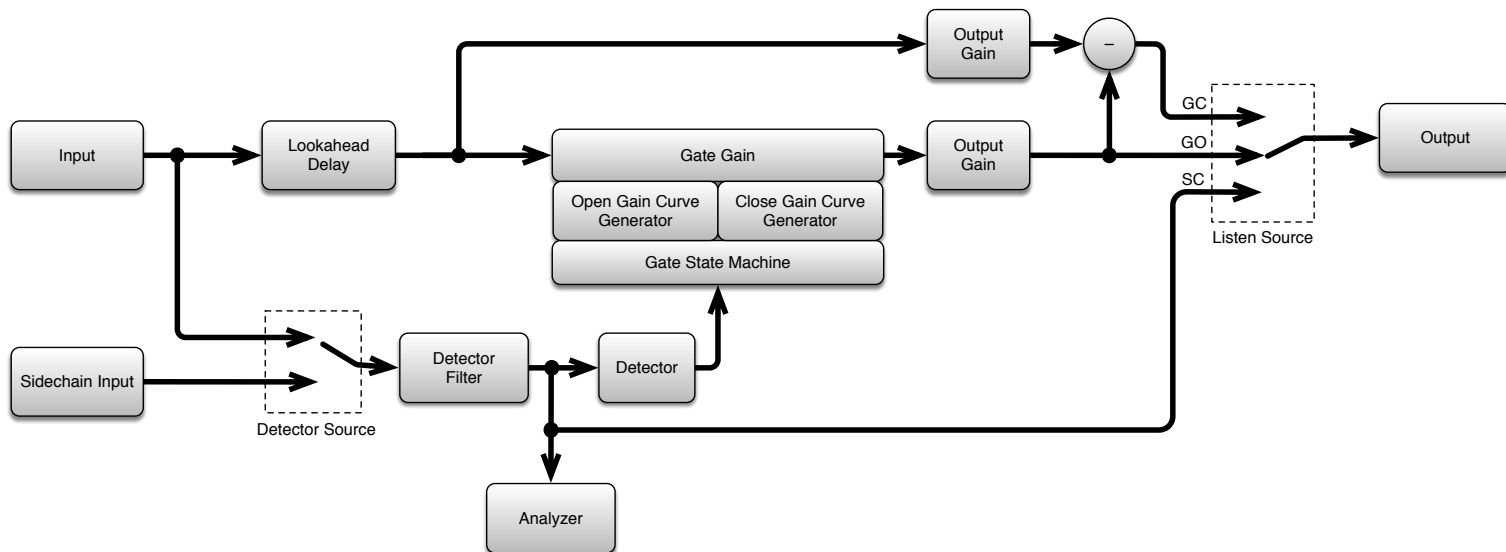 Output
Gain
–
GC
Input
Lookahead
Delay
Gate Gain
Output
Gain
GO
Output
Open Gain Curve
Generator
Close Gain Curve
Generator
SC
Listen Source
Gate State Machine
Detector
Filter
Detector
Sidechain Input
Detector Source
Analyzer